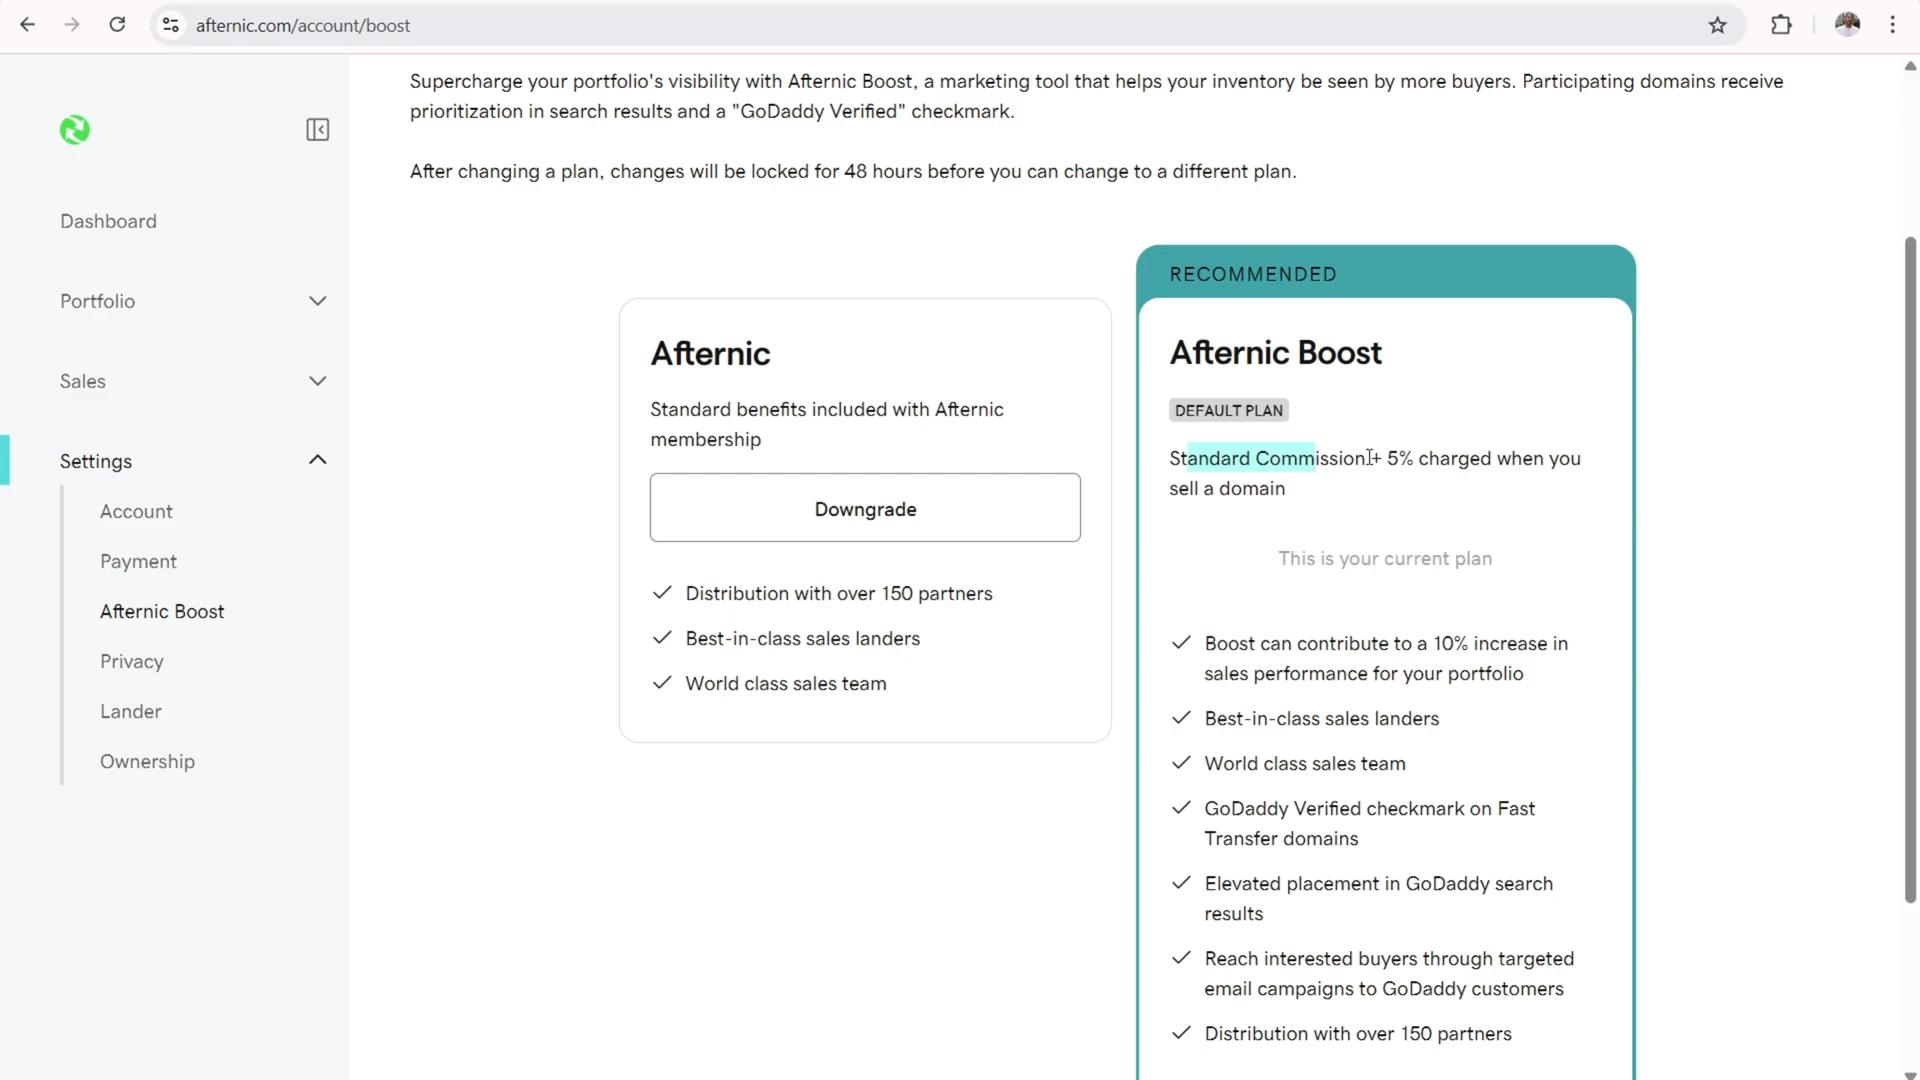 afternic.com/account/boost
Supercharge your portfolio's visibility with Afternic Boost, a marketing tool that helps your inventory be seen by more buyers. Participating domains receive
prioritization in search results and a "GoDaddy Verified" checkmark.
After changing a plan, changes will be locked for 48 hours before you can change to a different plan.
Dashboard
Portfolio
Sales
Settings
Account
Payment
Afternic Boost
Privacy
Lander
Ownership
Afternic
Standard benefits included with Afternic
membership
Downgrade
Distribution with over 150 partners
Best-in-class sales landers
World class sales team
RECOMMENDED
Afternic Boost
DEFAULT PLAN
Standard Commission + 5% charged when you
sell a domain
This is your current plan
Boost can contribute to a 10% increase in
sales performance for your portfolio
Best-in-class sales landers
World class sales team
GoDaddy Verified checkmark on Fast
Transfer domains
Elevated placement in GoDaddy search
results
Reach interested buyers through targeted
email campaigns to GoDaddy customers
Distribution with over 150 partners